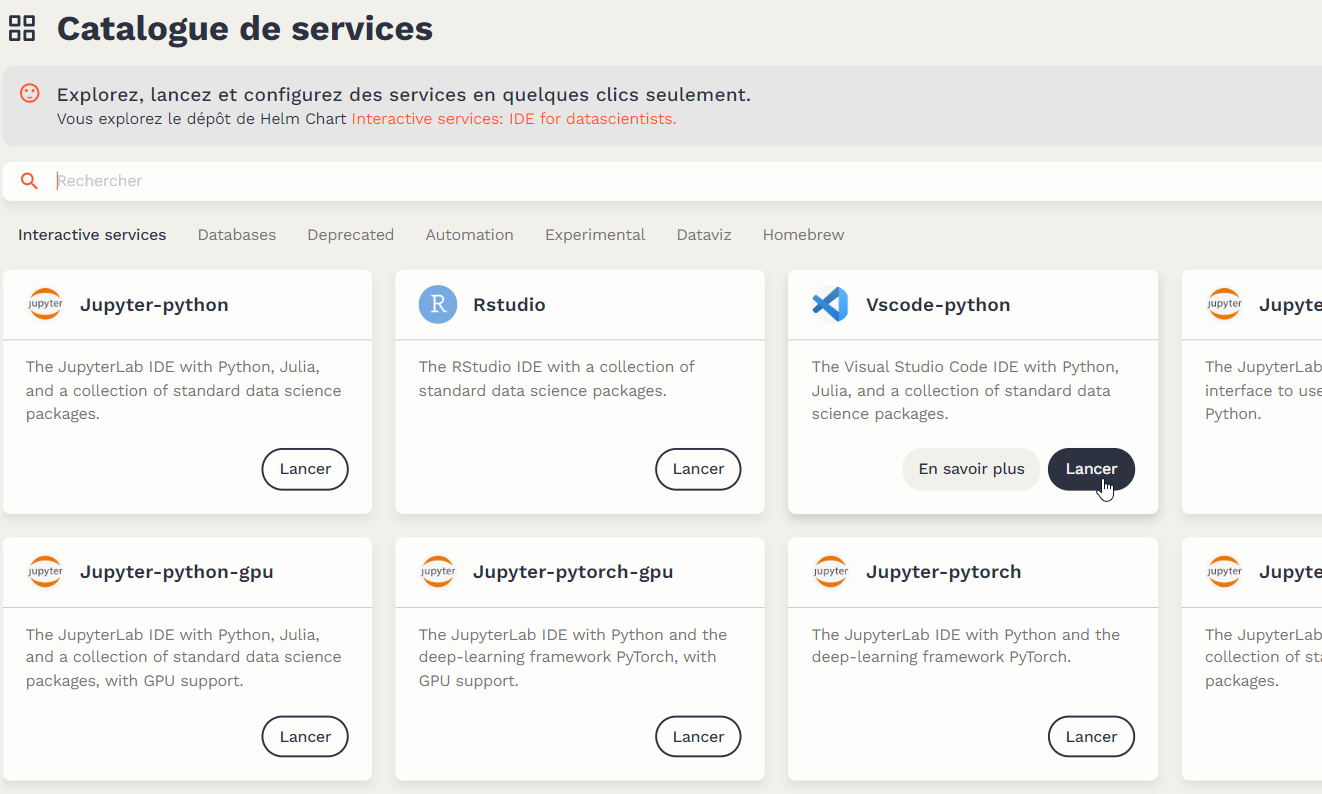 Catalogue de services
Explorez, lancez et configurez des services en quelques clics seulement.
Vous explorez le dépôt de Helm Chart Interactive services: IDE for datascientists.
Rechercher
Interactive services Databases Deprecated Automation Experimental Dataviz Homebrew
jupyter Jupyter-python
The JupyterLab IDE with Python, Julia,
and a collection of standard data science
packages.
Lancer
R Rstudio
The RStudio IDE with a collection of
standard data science packages.
Lancer
Vscode-python
The Visual Studio Code IDE with Python,
Julia, and a collection of standard data
science packages.
En savoir plus Lancer
jupyter Jupyte
The JupyterLab
interface to use
Python.
jupyter Jupyter-python-gpu
The JupyterLab IDE with Python, Julia,
and a collection of standard data science
packages, with GPU support.
Lancer
jupyter Jupyter-pytorch-gpu
The JupyterLab IDE with Python and the
deep-learning framework PyTorch, with
GPU support.
Lancer
jupyter Jupyter-pytorch
The JupyterLab IDE with Python and the
deep-learning framework PyTorch.
Lancer
jupyter Jupyte
The JupyterLab
collection of sta
packages.